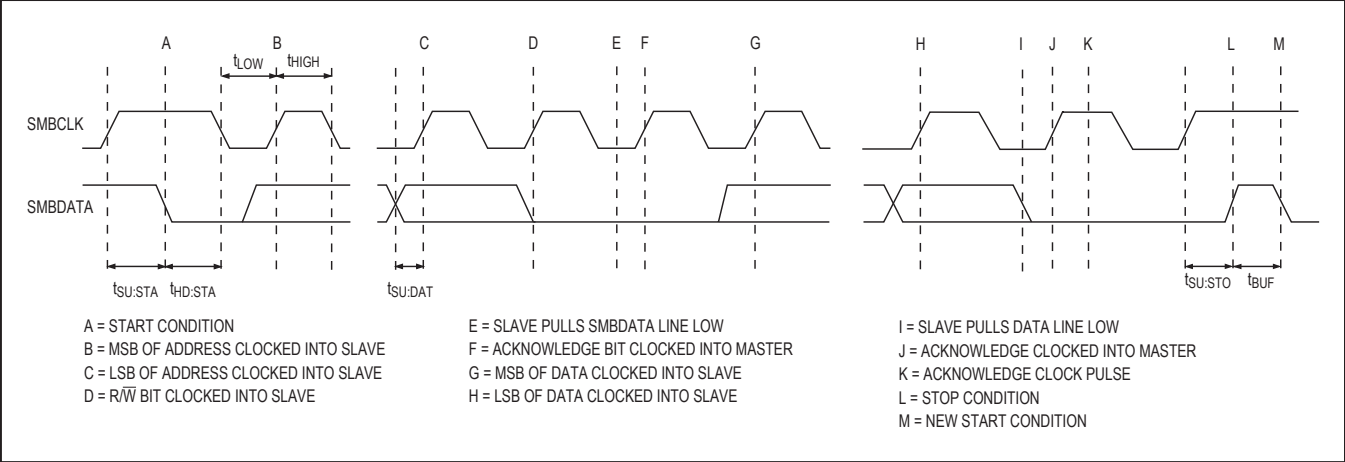 A B C D E F G H I J K L M
tLOW tHIGH
SMBCLK
SMBDATA
tSU:STA tHD:STA tSU:DAT tSU:STO tBUF
A = START CONDITION
B = MSB OF ADDRESS CLOCKED INTO SLAVE
C = LSB OF ADDRESS CLOCKED INTO SLAVE
D = R/W̅ BIT CLOCKED INTO SLAVE
E = SLAVE PULLS SMBDATA LINE LOW
F = ACKNOWLEDGE BIT CLOCKED INTO MASTER
G = MSB OF DATA CLOCKED INTO SLAVE
H = LSB OF DATA CLOCKED INTO SLAVE
I = SLAVE PULLS DATA LINE LOW
J = ACKNOWLEDGE CLOCKED INTO MASTER
K = ACKNOWLEDGE CLOCK PULSE
L = STOP CONDITION
M = NEW START CONDITION